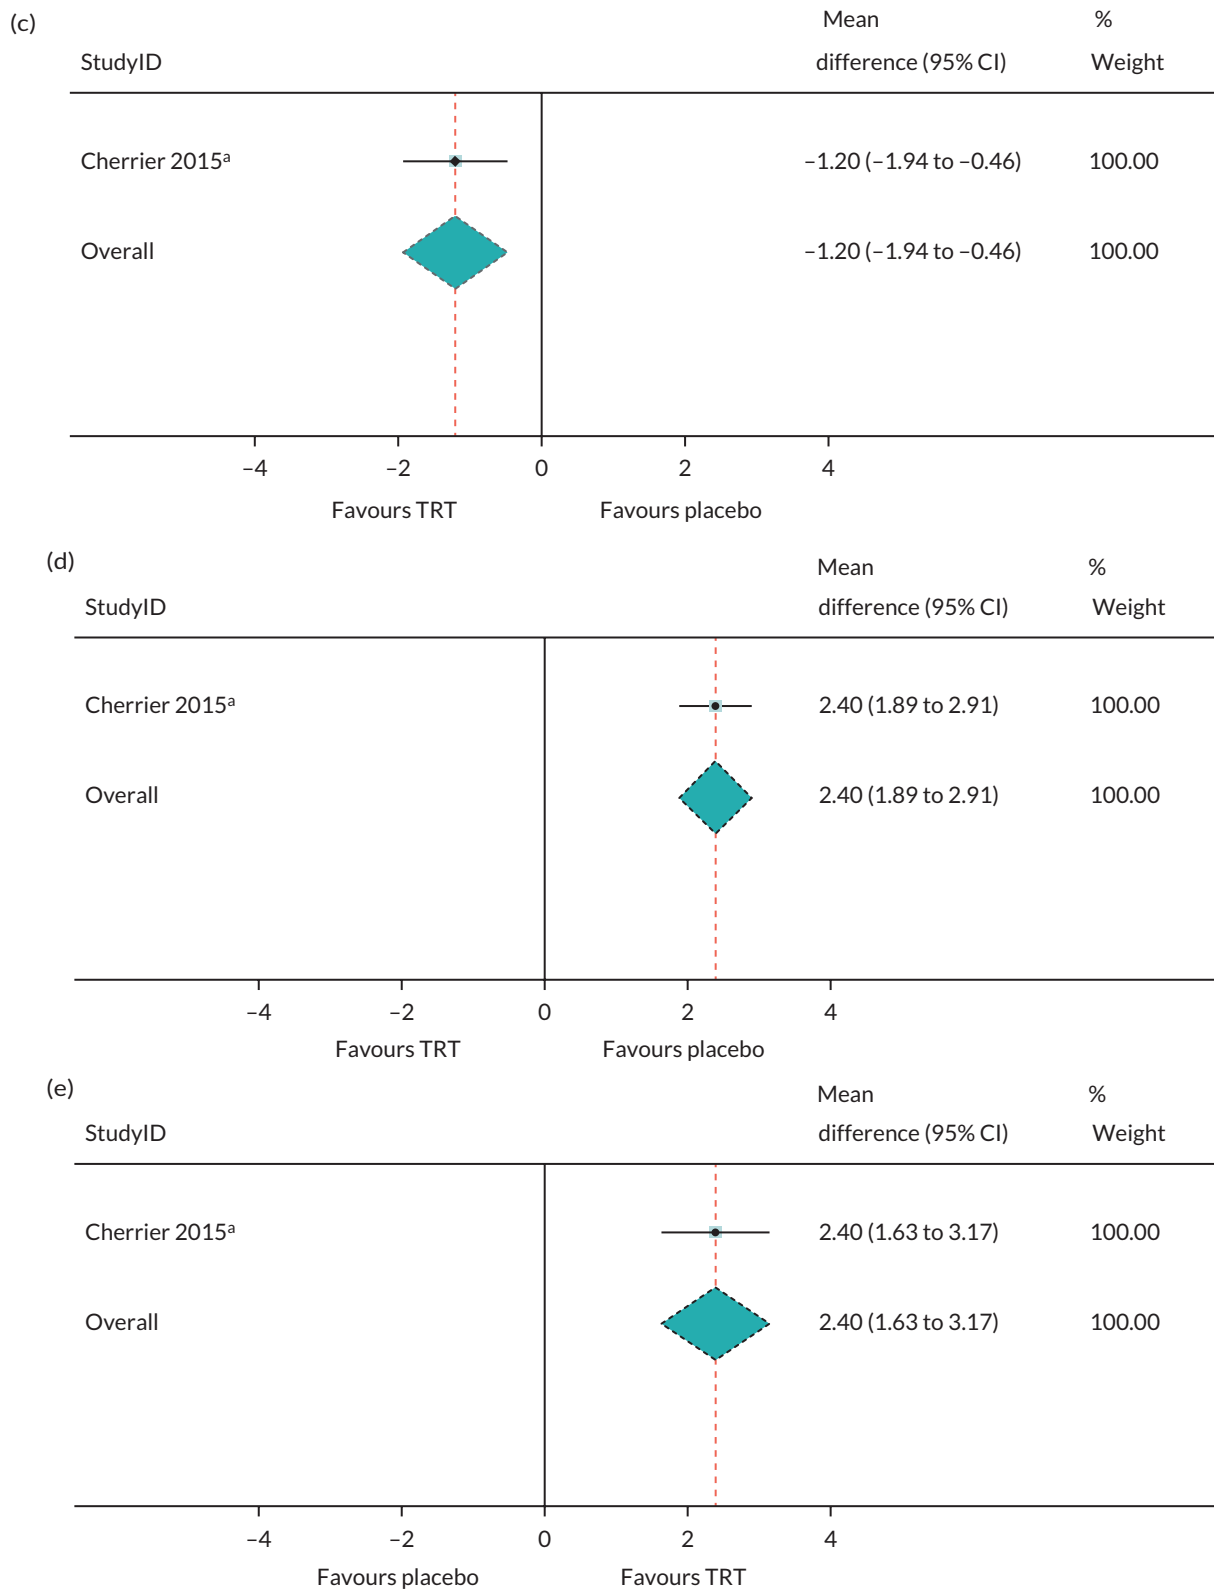 (c)
Mean %
StudyID difference (95% CI) Weight
Cherrier 2015ᵃ –1.20 (–1.94 to –0.46) 100.00
Overall –1.20 (–1.94 to –0.46) 100.00
–4 –2 0 2 4
Favours TRT Favours placebo
(d)
Mean %
StudyID difference (95% CI) Weight
Cherrier 2015ᵃ 2.40 (1.89 to 2.91) 100.00
Overall 2.40 (1.89 to 2.91) 100.00
–4 –2 0 2 4
Favours TRT Favours placebo
(e)
Mean %
StudyID difference (95% CI) Weight
Cherrier 2015ᵃ 2.40 (1.63 to 3.17) 100.00
Overall 2.40 (1.63 to 3.17) 100.00
–4 –2 0 2 4
Favours placebo Favours TRT